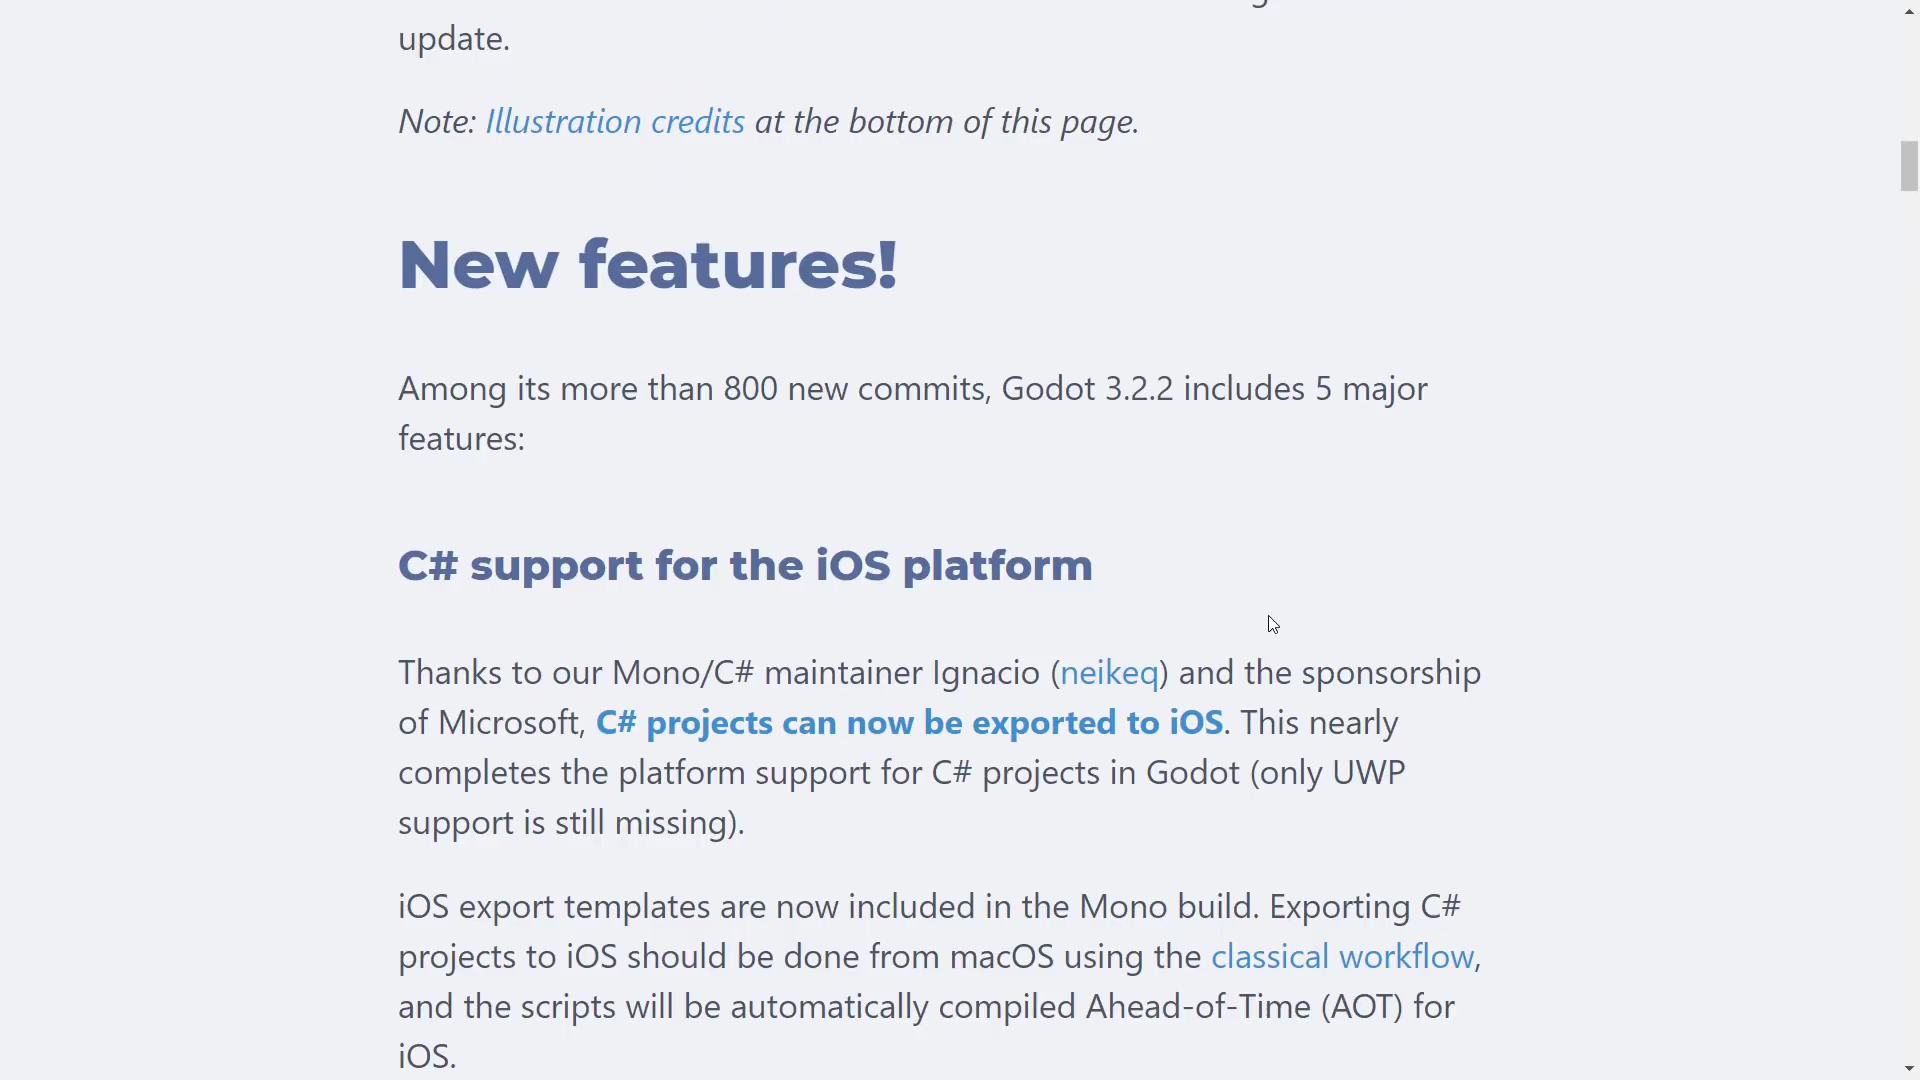 update.
Note: Illustration credits at the bottom of this page.
New features!
Among its more than 800 new commits, Godot 3.2.2 includes 5 major
features:
C# support for the iOS platform
Thanks to our Mono/C# maintainer Ignacio (neikeq) and the sponsorship
of Microsoft, C# projects can now be exported to iOS. This nearly
completes the platform support for C# projects in Godot (only UWP
support is still missing).
iOS export templates are now included in the Mono build. Exporting C#
projects to iOS should be done from macOS using the classical workflow,
and the scripts will be automatically compiled Ahead-of-Time (AOT) for
iOS.